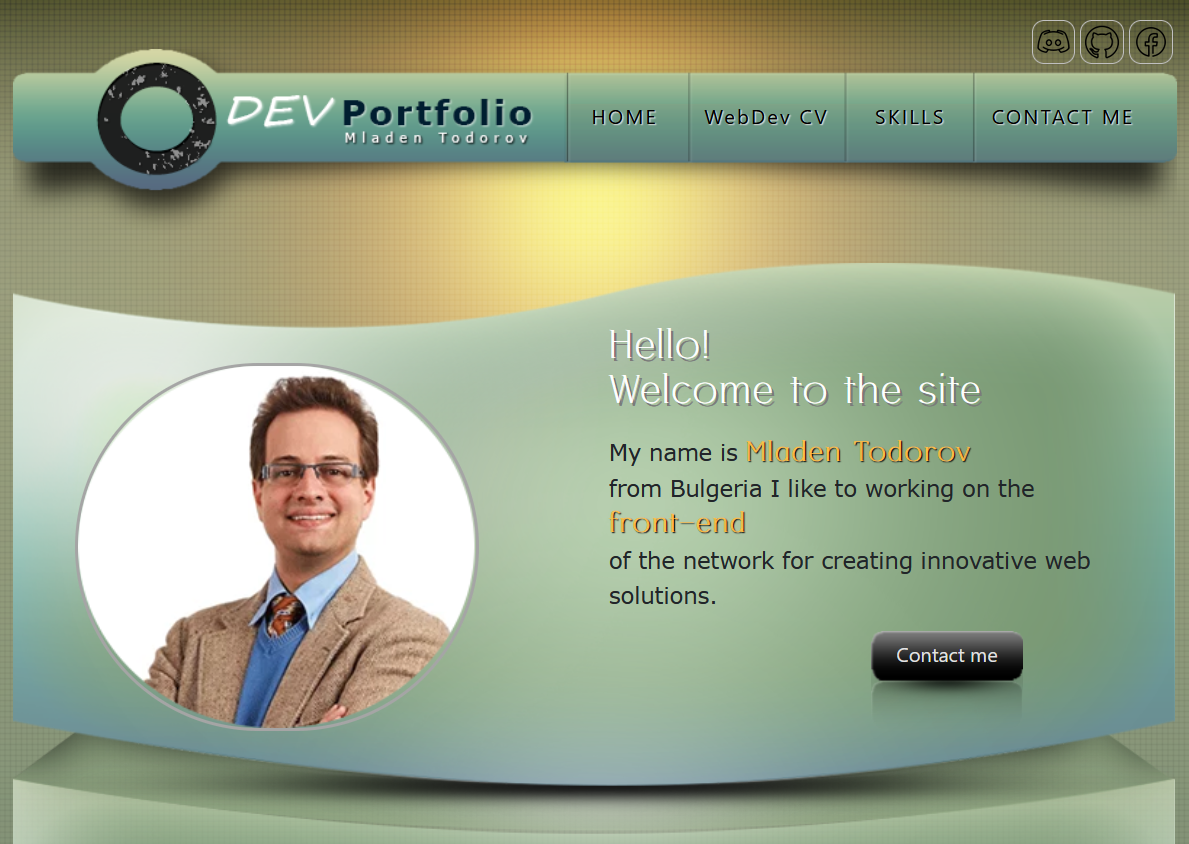 DEV Portfolio
Mladen Todorov
HOME
WebDev CV
SKILLS
CONTACT ME
Hello!
Welcome to the site
My name is Mladen Todorov
from Bulgeria I like to working on the
front-end
of the network for creating innovative web
solutions.
Contact me